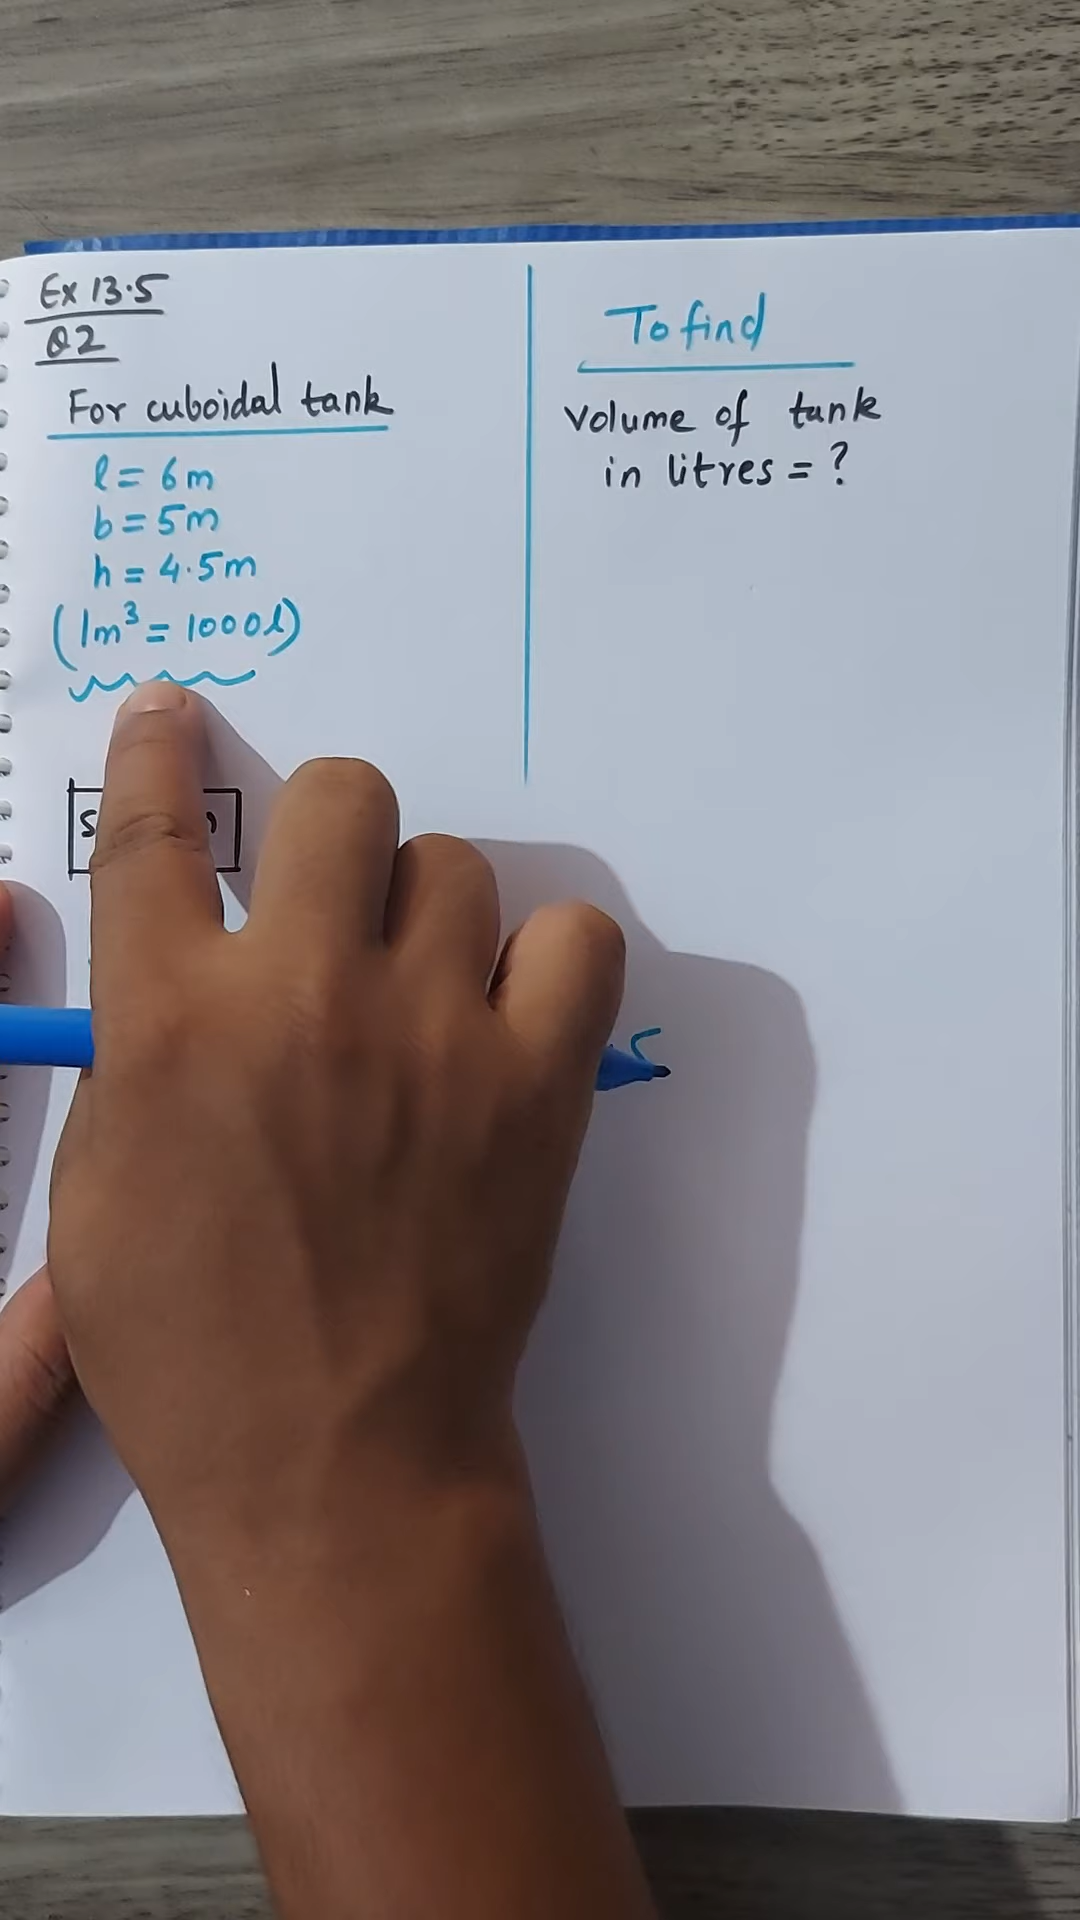 Ex 13.5
Q2
For cuboidal tank
l = 6m
b = 5m
h = 4.5m
(1m³ = 1000l)
To find
Volume of tank
in litres = ?